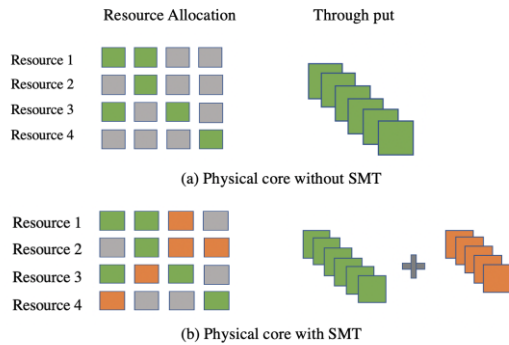 Resource Allocation
Through put
Resource 1
Resource 2
Resource 3
Resource 4
(a) Physical core without SMT
Resource 1
Resource 2
Resource 3
Resource 4
(b) Physical core with SMT